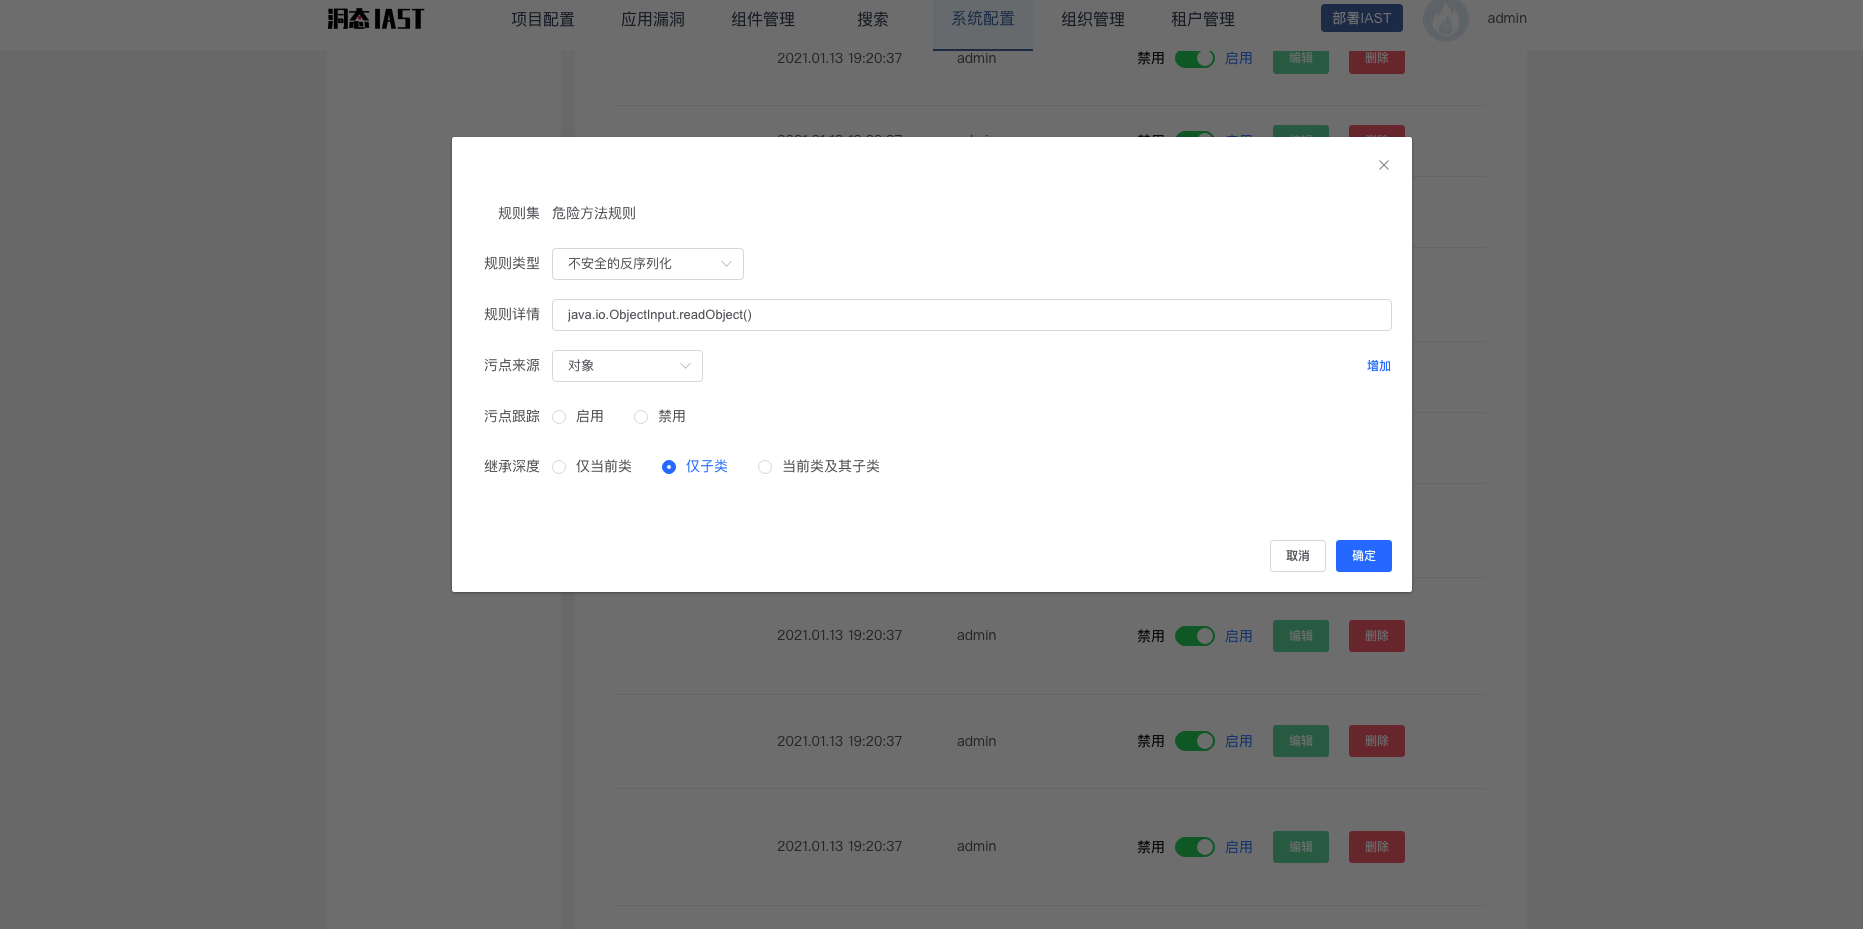 洞态 IAST 项目配置 应用漏洞 组件管理 搜索 系统配置 组织管理 租户管理 部署IAST admin
2021.01.13 19:20:37 admin 禁用 启用 编辑 删除
规则集 危险方法规则
规则类型 不安全的反序列化
规则详情 java.io.ObjectInput.readObject()
污点来源 对象 增加
污点跟踪 启用 禁用
继承深度 仅当前类 仅子类 当前类及其子类
取消 确定
2021.01.13 19:20:37 admin 禁用 启用 编辑 删除
2021.01.13 19:20:37 admin 禁用 启用 编辑 删除
2021.01.13 19:20:37 admin 禁用 启用 编辑 删除